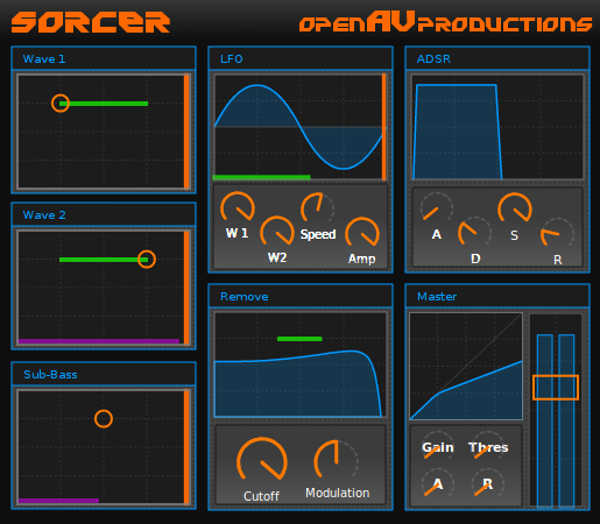 SORCER
OPENAVPRODUCTIONS
Wave 1
LFO
ADSR
W 1
W2
Speed
Amp
A
D
S
R
Wave 2
Remove
Master
Sub-Bass
Cutoff
Modulation
Gain Thres
A R